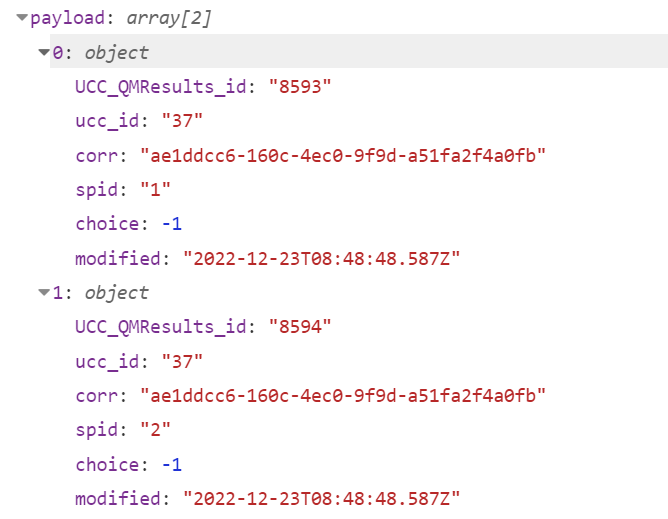 payload: array[2]
0: object
UCC_QMResults_id: "8593"
ucc_id: "37"
corr: "ae1ddcc6-160c-4ec0-9f9d-a51fa2f4a0fb"
spid: "1"
choice: -1
modified: "2022-12-23T08:48:48.587Z"
1: object
UCC_QMResults_id: "8594"
ucc_id: "37"
corr: "ae1ddcc6-160c-4ec0-9f9d-a51fa2f4a0fb"
spid: "2"
choice: -1
modified: "2022-12-23T08:48:48.587Z"